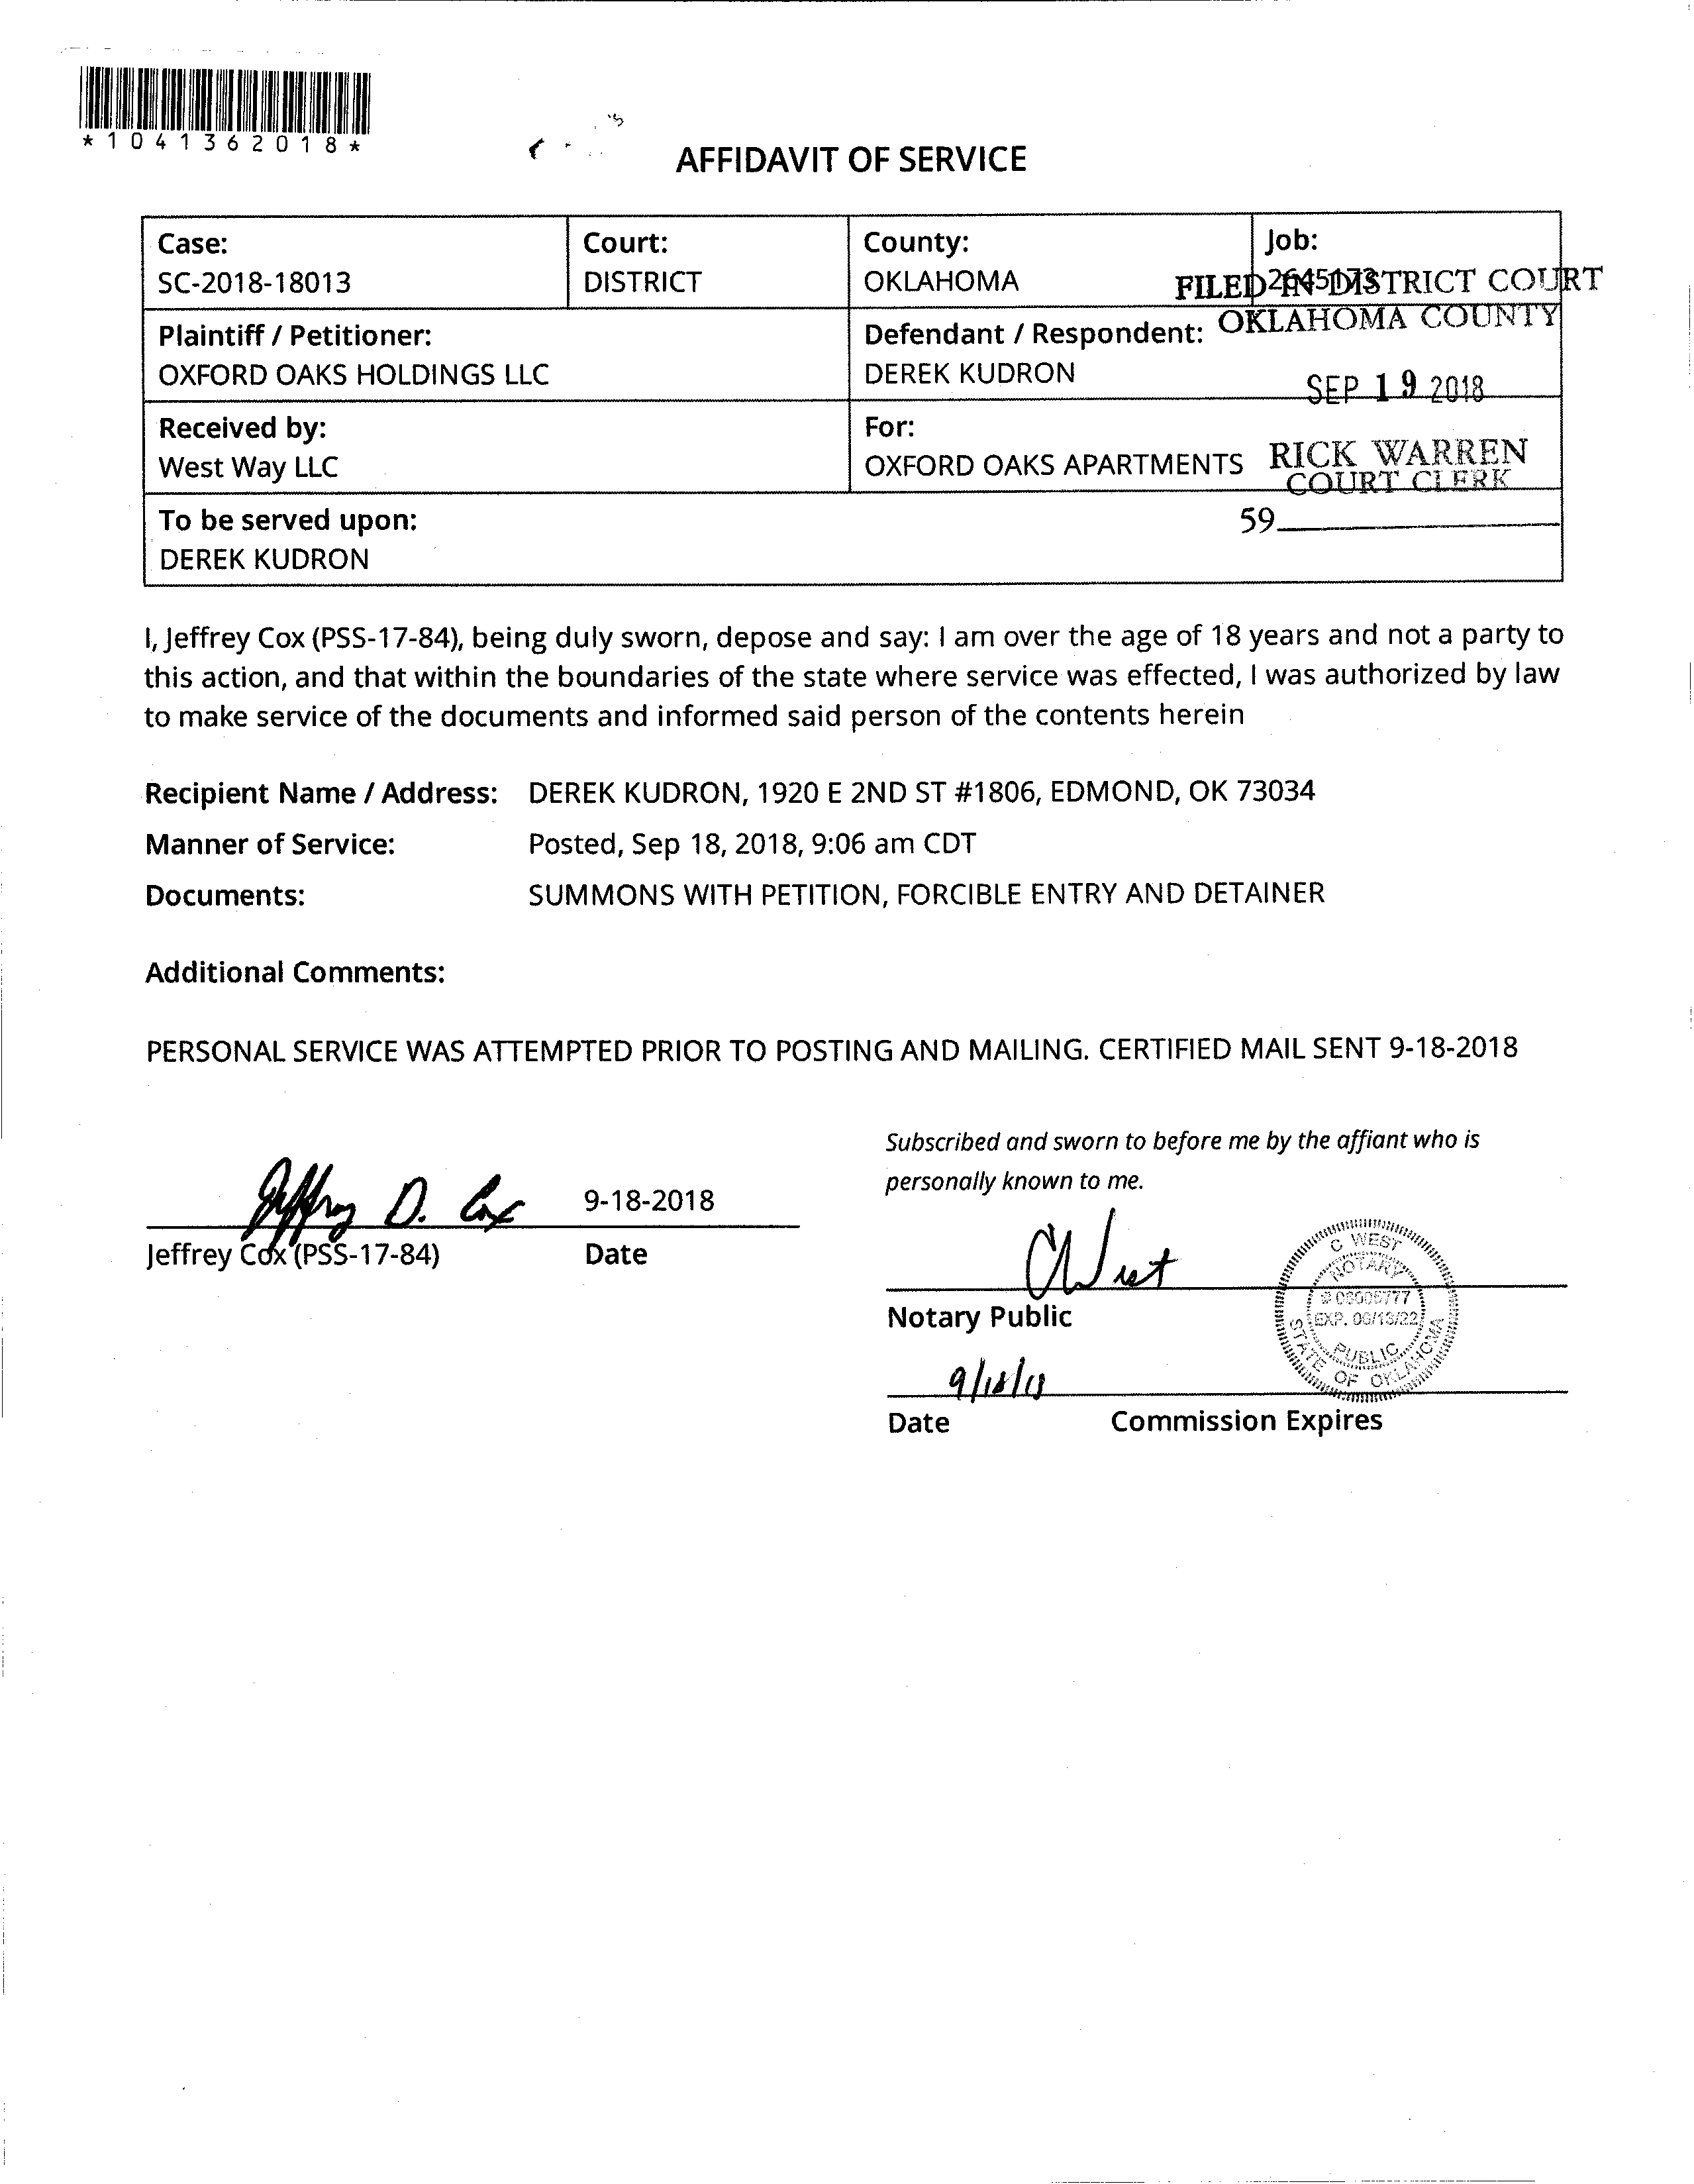 *1041362018*
AFFIDAVIT OF SERVICE
Case:
SC-2018-18013
Court:
DISTRICT
County:
OKLAHOMA
Job:
2645173
FILED IN DISTRICT COURT
OKLAHOMA COUNTY
Plaintiff / Petitioner:
OXFORD OAKS HOLDINGS LLC
Defendant / Respondent:
DEREK KUDRON
SEP 19 2018
Received by:
West Way LLC
For:
OXFORD OAKS APARTMENTS
RICK WARREN
COURT CLERK
To be served upon:
DEREK KUDRON
59
I, Jeffrey Cox (PSS-17-84), being duly sworn, depose and say: I am over the age of 18 years and not a party to
this action, and that within the boundaries of the state where service was effected, I was authorized by law
to make service of the documents and informed said person of the contents herein
Recipient Name / Address: DEREK KUDRON, 1920 E 2ND ST #1806, EDMOND, OK 73034
Manner of Service: Posted, Sep 18, 2018, 9:06 am CDT
Documents: SUMMONS WITH PETITION, FORCIBLE ENTRY AND DETAINER
Additional Comments:
PERSONAL SERVICE WAS ATTEMPTED PRIOR TO POSTING AND MAILING. CERTIFIED MAIL SENT 9-18-2018
Jeffrey D. Cox
9-18-2018
Jeffrey Cox (PSS-17-84)
Date
Subscribed and sworn to before me by the affiant who is
personally known to me.
CWest
Notary Public
C WEST
NOTARY
EXP. 06/13/22
PUBLIC
STATE OF OKLAHOMA
9/18/18
Date
Commission Expires